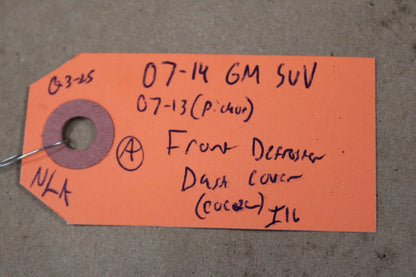 Q-3-25
07-14 GM SUV
07-13 (Pickup)
A
Front Defroster
NLA
Dash Cover
(Cocoa)
I16